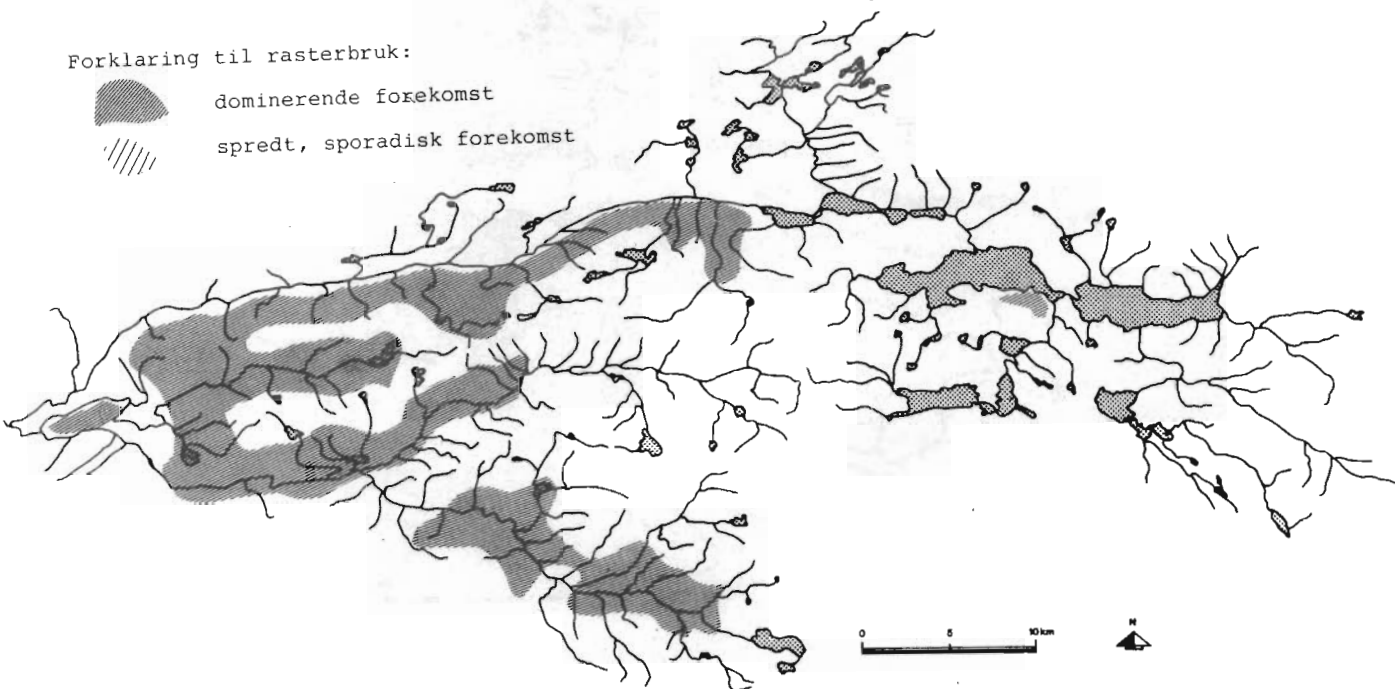 Forklaring til rasterbruk:
dominerende forekomst
spredt, sporadisk forekomst
0 5 10 km
N